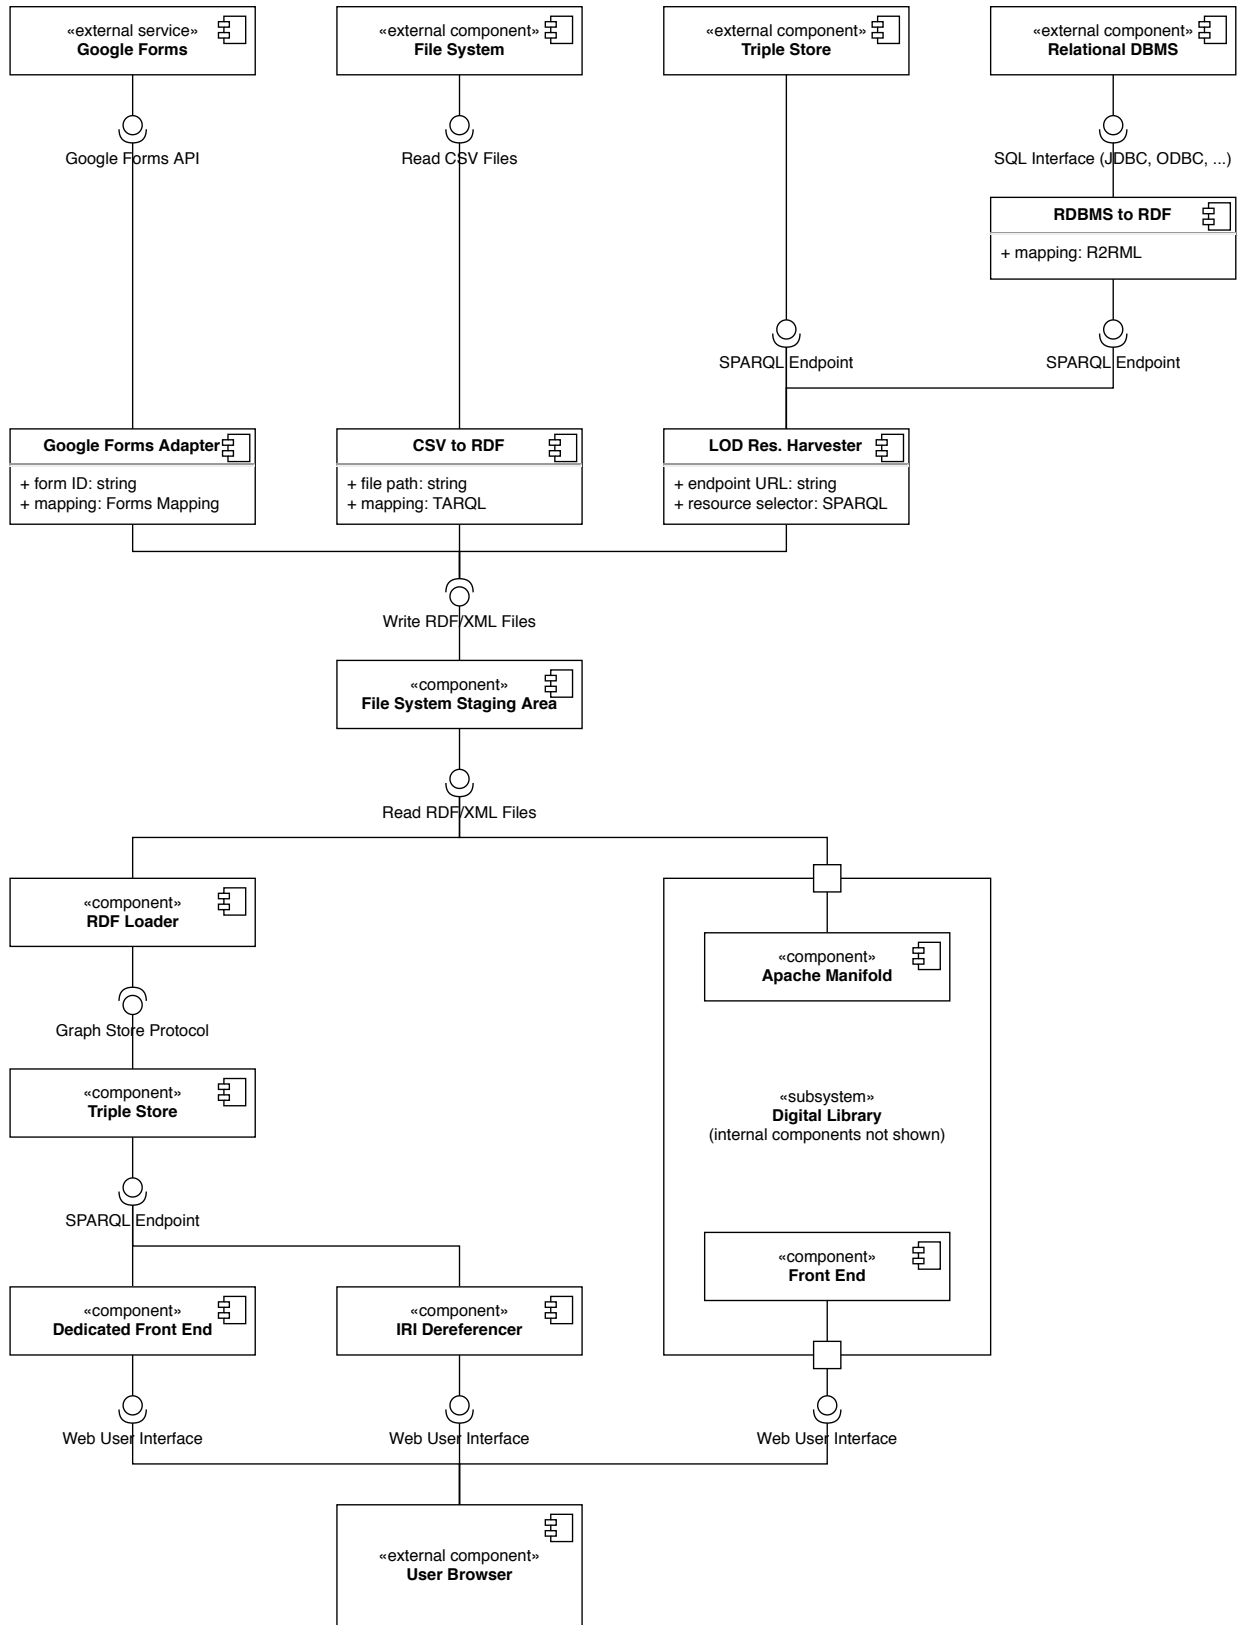 «external service»
Google Forms
«external component»
File System
«external component»
Triple Store
«external component»
Relational DBMS
Google Forms API
Read CSV Files
SQL Interface (JDBC, ODBC, ...)
RDBMS to RDF
+ mapping: R2RML
SPARQL Endpoint
SPARQL Endpoint
Google Forms Adapter
+ form ID: string
+ mapping: Forms Mapping
CSV to RDF
+ file path: string
+ mapping: TARQL
LOD Res. Harvester
+ endpoint URL: string
+ resource selector: SPARQL
Write RDF/XML Files
«component»
File System Staging Area
Read RDF/XML Files
«component»
RDF Loader
«component»
Apache Manifold
Graph Store Protocol
«component»
Triple Store
«subsystem»
Digital Library
(internal components not shown)
SPARQL Endpoint
«component»
Front End
«component»
Dedicated Front End
«component»
IRI Dereferencer
Web User Interface
Web User Interface
Web User Interface
«external component»
User Browser